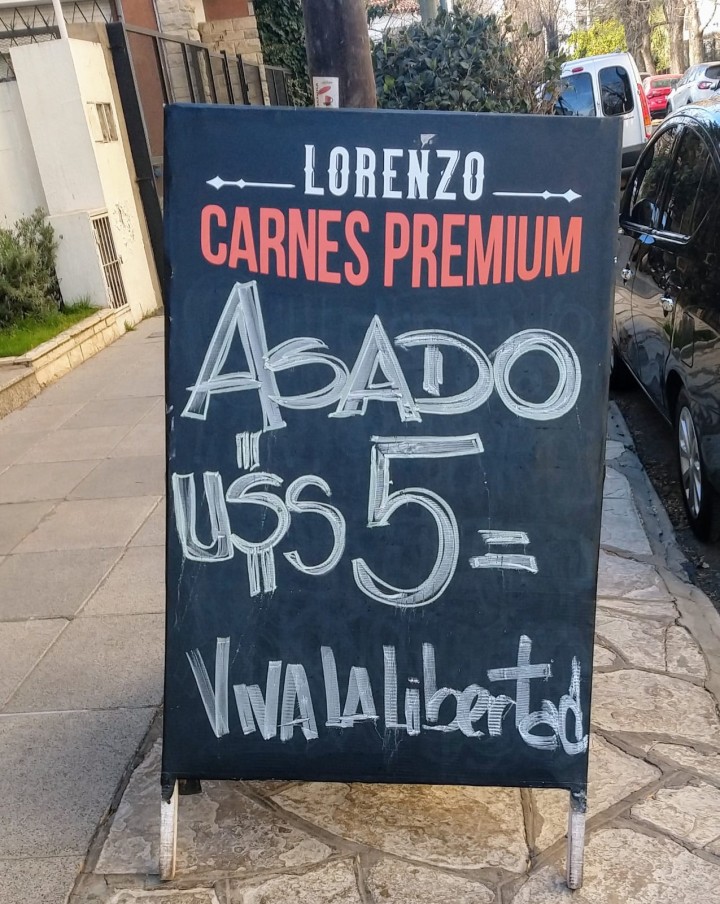 LORENZO
CARNES PREMIUM
ASADO
U$S 5=
VIVA LA Libertad